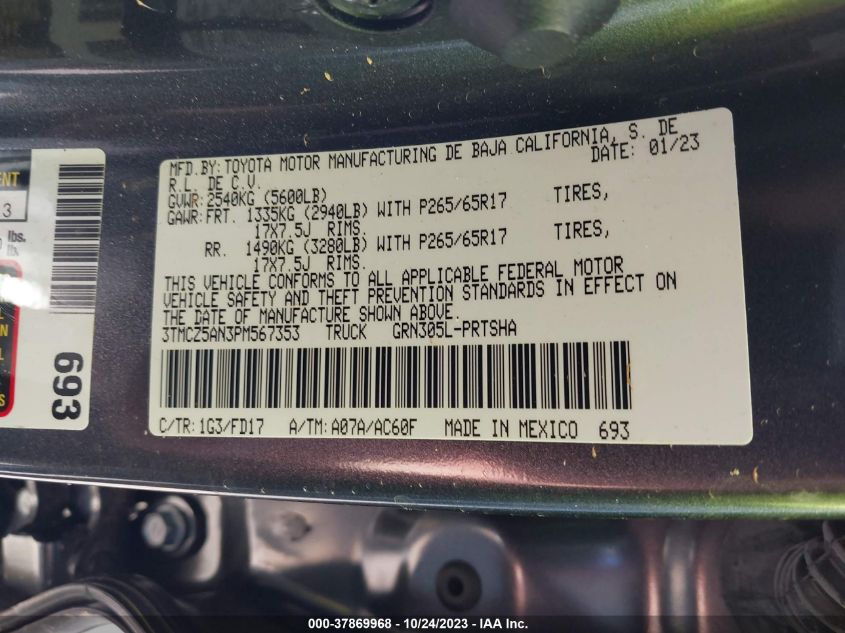 MFD.BY: TOYOTA MOTOR MANUFACTURING DE BAJA CALIFORNIA, S. DE
R.L. DE C.V. DATE: 01/23
GVWR: 2540KG (5600LB)
GAWR: FRT. 1335KG (2940LB) WITH P265/65R17 TIRES,
17X7.5J RIMS.
RR. 1490KG (3280LB) WITH P265/65R17 TIRES,
17X7.5J RIMS.
THIS VEHICLE CONFORMS TO ALL APPLICABLE FEDERAL MOTOR
VEHICLE SAFETY AND THEFT PREVENTION STANDARDS IN EFFECT ON
THE DATE OF MANUFACTURE SHOWN ABOVE.
3TMCZ5AN3PM567353 TRUCK GRN305L-PRTSHA
C/TR: 1G3/FD17 A/TM: A07A/AC60F MADE IN MEXICO 693
693
3
lbs.
lb.
000-37869968 - 10/24/2023 - IAA Inc.